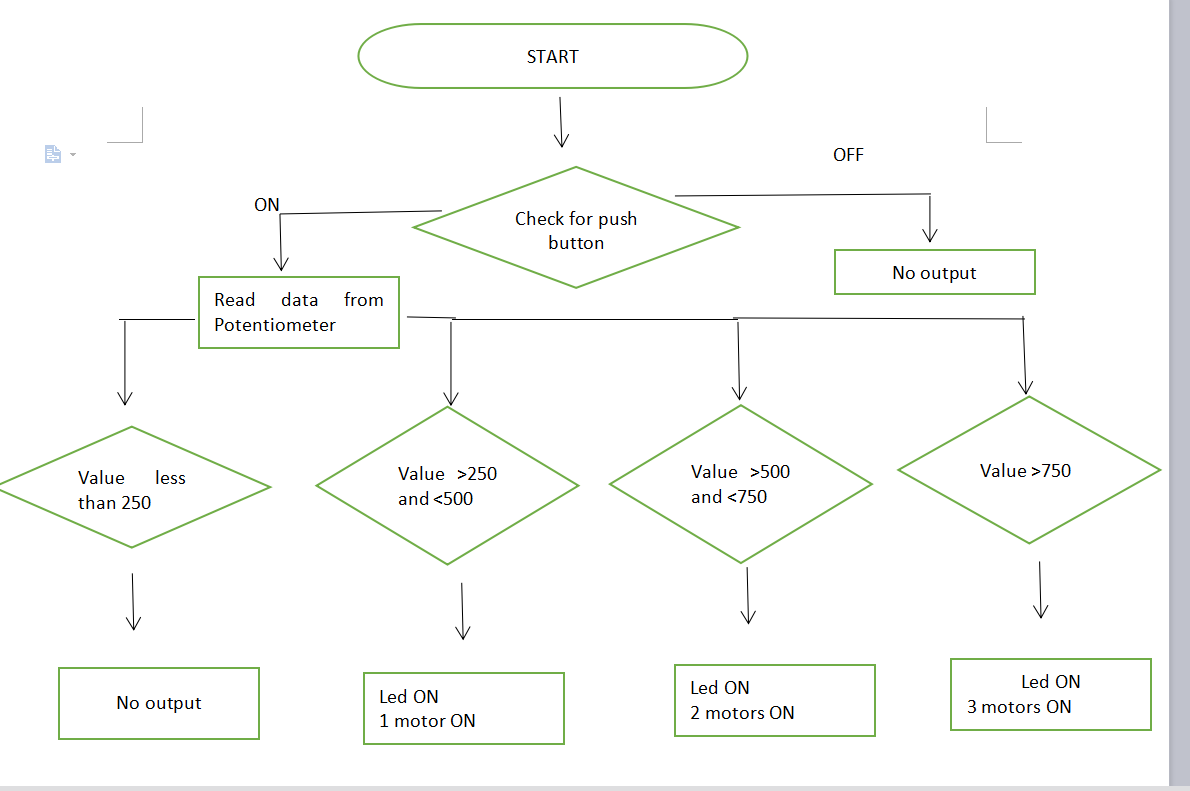 START
OFF
ON
Check for push
button
No output
Read data from
Potentiometer
Value less
than 250
Value >250
and <500
Value >500
and <750
Value >750
No output
Led ON
1 motor ON
Led ON
2 motors ON
Led ON
3 motors ON